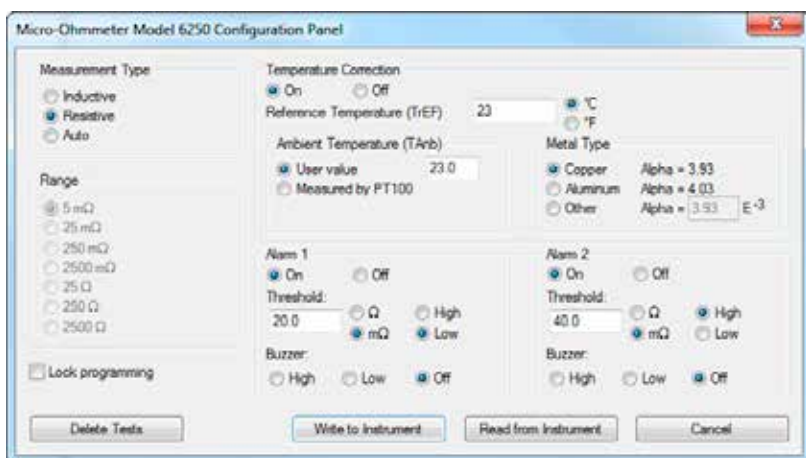 Micro-Ohmmeter Model 6250 Configuration Panel
Measurement Type
Inductive
Resistive
Auto
Range
5 mΩ
25 mΩ
250 mΩ
2500 mΩ
25 Ω
250 Ω
2500 Ω
Lock programming
Temperature Correction
On Off
Reference Temperature (TrEF) 23 °C
°F
Ambient Temperature (TAnb)
User value 23.0
Measured by PT100
Metal Type
Copper Alpha = 3.93
Aluminum Alpha = 4.03
Other Alpha = 3.93 E-3
Alarm 1
On Off
Threshold:
20.0 Ω High
mΩ Low
Buzzer:
High Low Off
Alarm 2
On Off
Threshold:
40.0 Ω High
mΩ Low
Buzzer:
High Low Off
Delete Tests Write to Instrument Read from Instrument Cancel